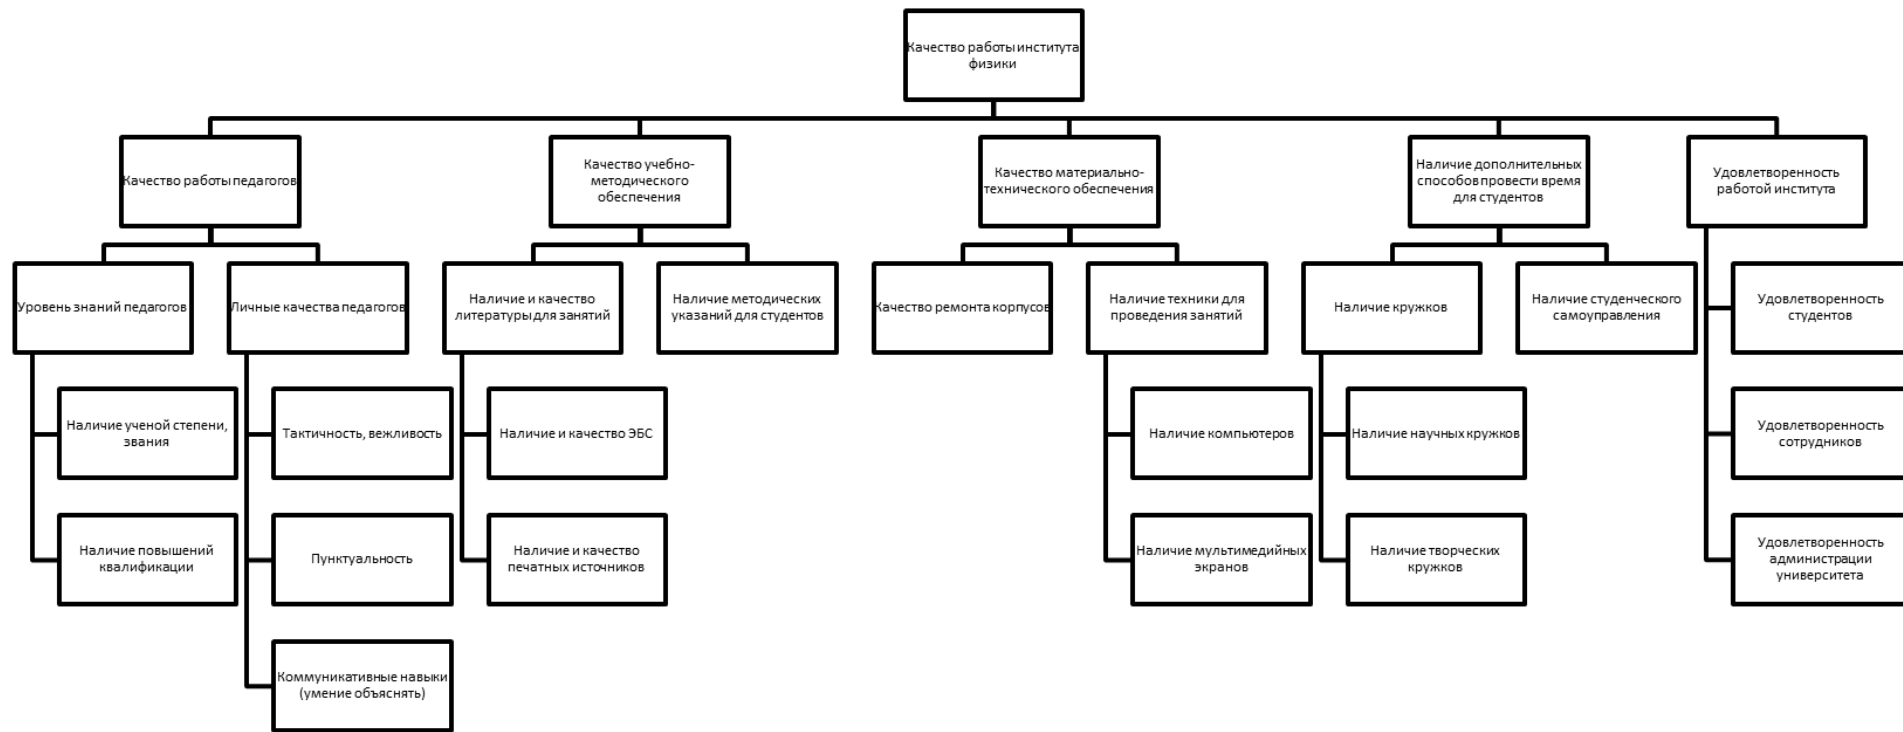 Качество работы института
физики
Качество работы педагогов
Качество учебно-
методического
обеспечения
Качество материально-
технического обеспечения
Наличие дополнительных
способов провести время
для студентов
Удовлетворенность
работой института
Уровень знаний педагогов
Личные качества педагогов
Наличие и качество
литературы для занятий
Наличие методических
указаний для студентов
Качество ремонта корпусов
Наличие техники для
проведения занятий
Наличие кружков
Наличие студенческого
самоуправления
Удовлетворенность
студентов
Наличие ученой степени,
звания
Тактичность, вежливость
Наличие и качество ЭБС
Наличие компьютеров
Наличие научных кружков
Удовлетворенность
сотрудников
Наличие повышений
квалификации
Пунктуальность
Наличие и качество
печатных источников
Наличие мультимедийных
экранов
Наличие творческих
кружков
Удовлетворенность
администрации
университета
Коммуникативные навыки
(умение объяснять)